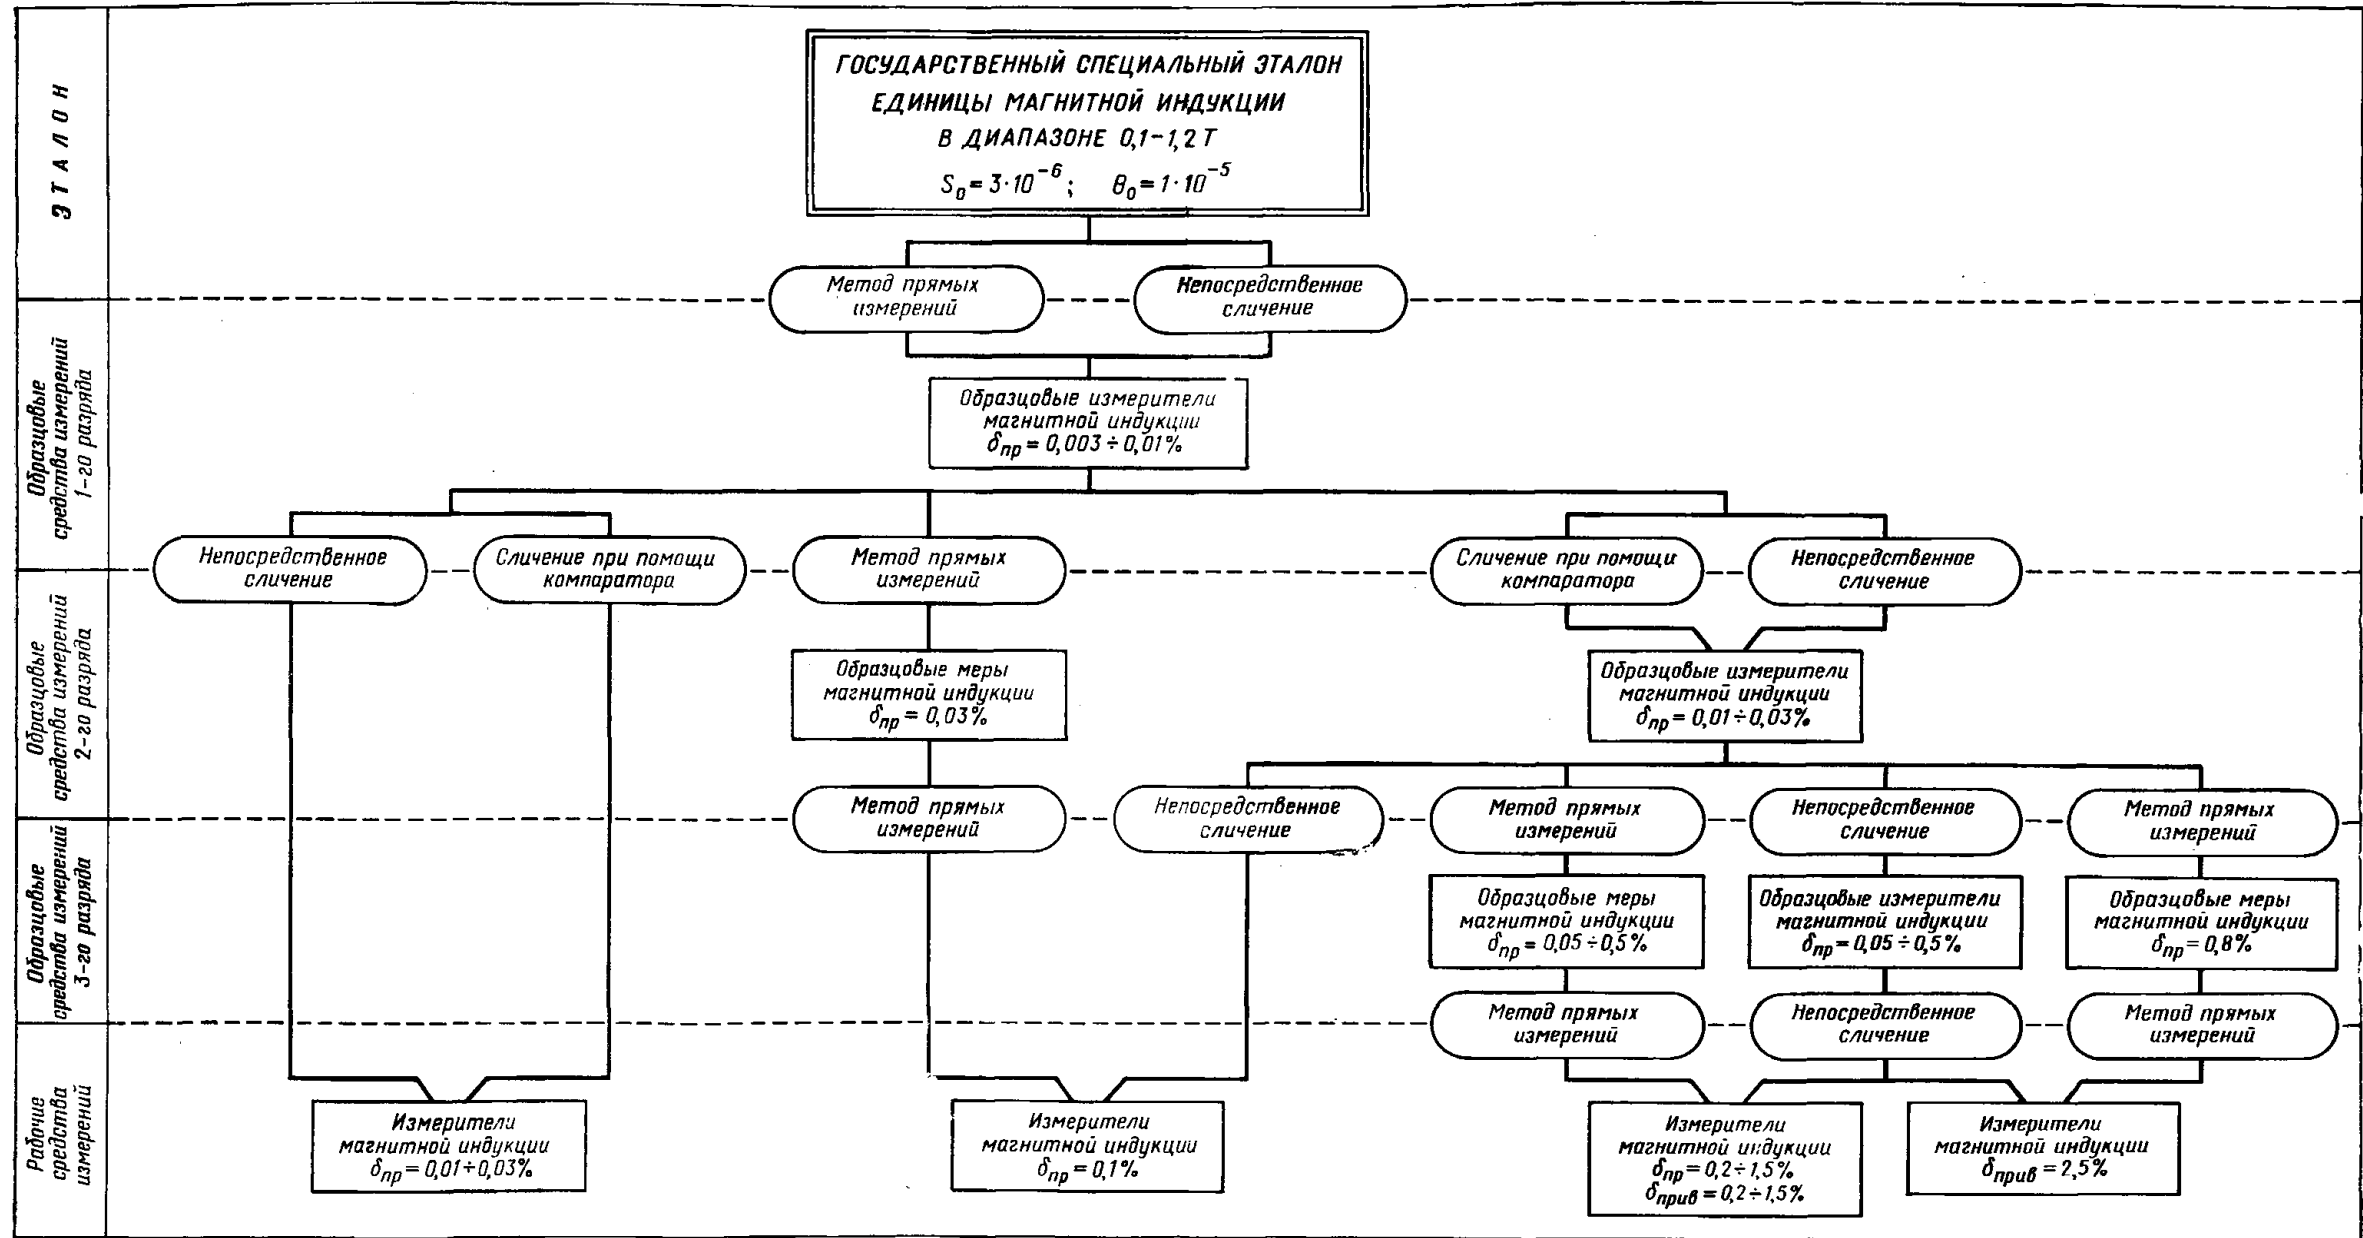 ЭТАЛОН
ГОСУДАРСТВЕННЫЙ СПЕЦИАЛЬНЫЙ ЭТАЛОН
ЕДИНИЦЫ МАГНИТНОЙ ИНДУКЦИИ
В ДИАПАЗОНЕ 0,1-1,2 Т
S₀ = 3·10⁻⁶; θ₀ = 1·10⁻⁵
Метод прямых
измерений
Непосредственное
сличение
Образцовые
средства измерений
1-го разряда
Образцовые измерители
магнитной индукции
δпр = 0,003÷0,01%
Непосредственное
сличение
Сличение при помощи
компаратора
Метод прямых
измерений
Сличение при помощи
компаратора
Непосредственное
сличение
Образцовые
средства измерений
2-го разряда
Образцовые меры
магнитной индукции
δпр = 0,03%
Образцовые измерители
магнитной индукции
δпр = 0,01÷0,03%
Метод прямых
измерений
Непосредственное
сличение
Метод прямых
измерений
Непосредственное
сличение
Метод прямых
измерений
Образцовые
средства измерений
3-го разряда
Образцовые меры
магнитной индукции
δпр = 0,05÷0,5%
Образцовые измерители
магнитной индукции
δпр = 0,05÷0,5%
Образцовые меры
магнитной индукции
δпр = 0,8%
Метод прямых
измерений
Непосредственное
сличение
Метод прямых
измерений
Рабочие
средства
измерений
Измерители
магнитной индукции
δпр = 0,01÷0,03%
Измерители
магнитной индукции
δпр = 0,1%
Измерители
магнитной индукции
δпр = 0,2÷1,5%
δприв = 0,2÷1,5%
Измерители
магнитной индукции
δприв = 2,5%